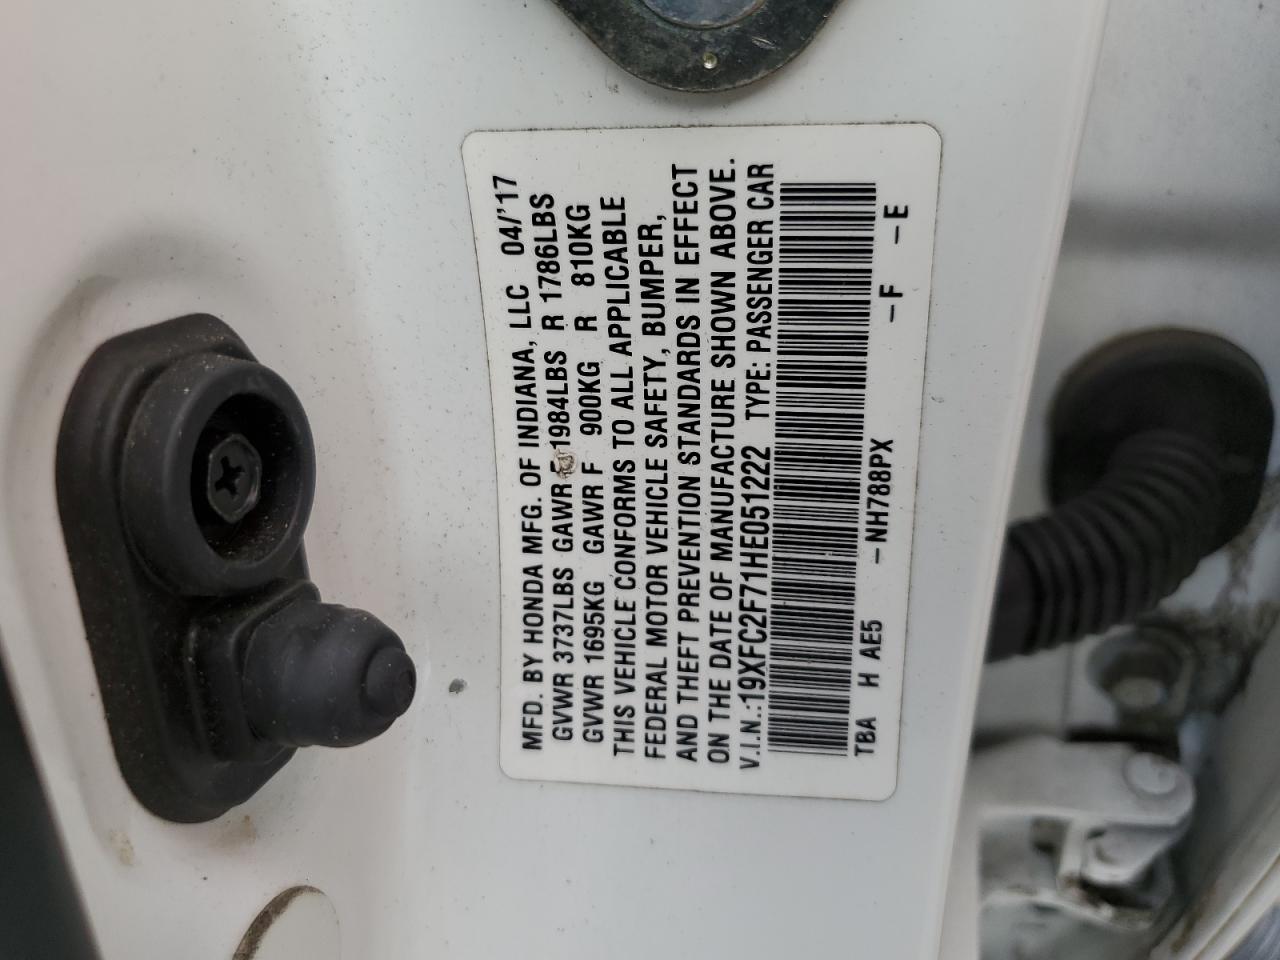 MFD. BY HONDA MFG. OF INDIANA, LLC 04/'17
GVWR 3737LBS GAWR F 1984LBS R 1786LBS
GVWR 1695KG GAWR F 900KG R 810KG
THIS VEHICLE CONFORMS TO ALL APPLICABLE
FEDERAL MOTOR VEHICLE SAFETY, BUMPER,
AND THEFT PREVENTION STANDARDS IN EFFECT
ON THE DATE OF MANUFACTURE SHOWN ABOVE.
V.I.N.:19XFC2F71HE051222 TYPE: PASSENGER CAR
TBA H AE5 -NH788PX -F -E